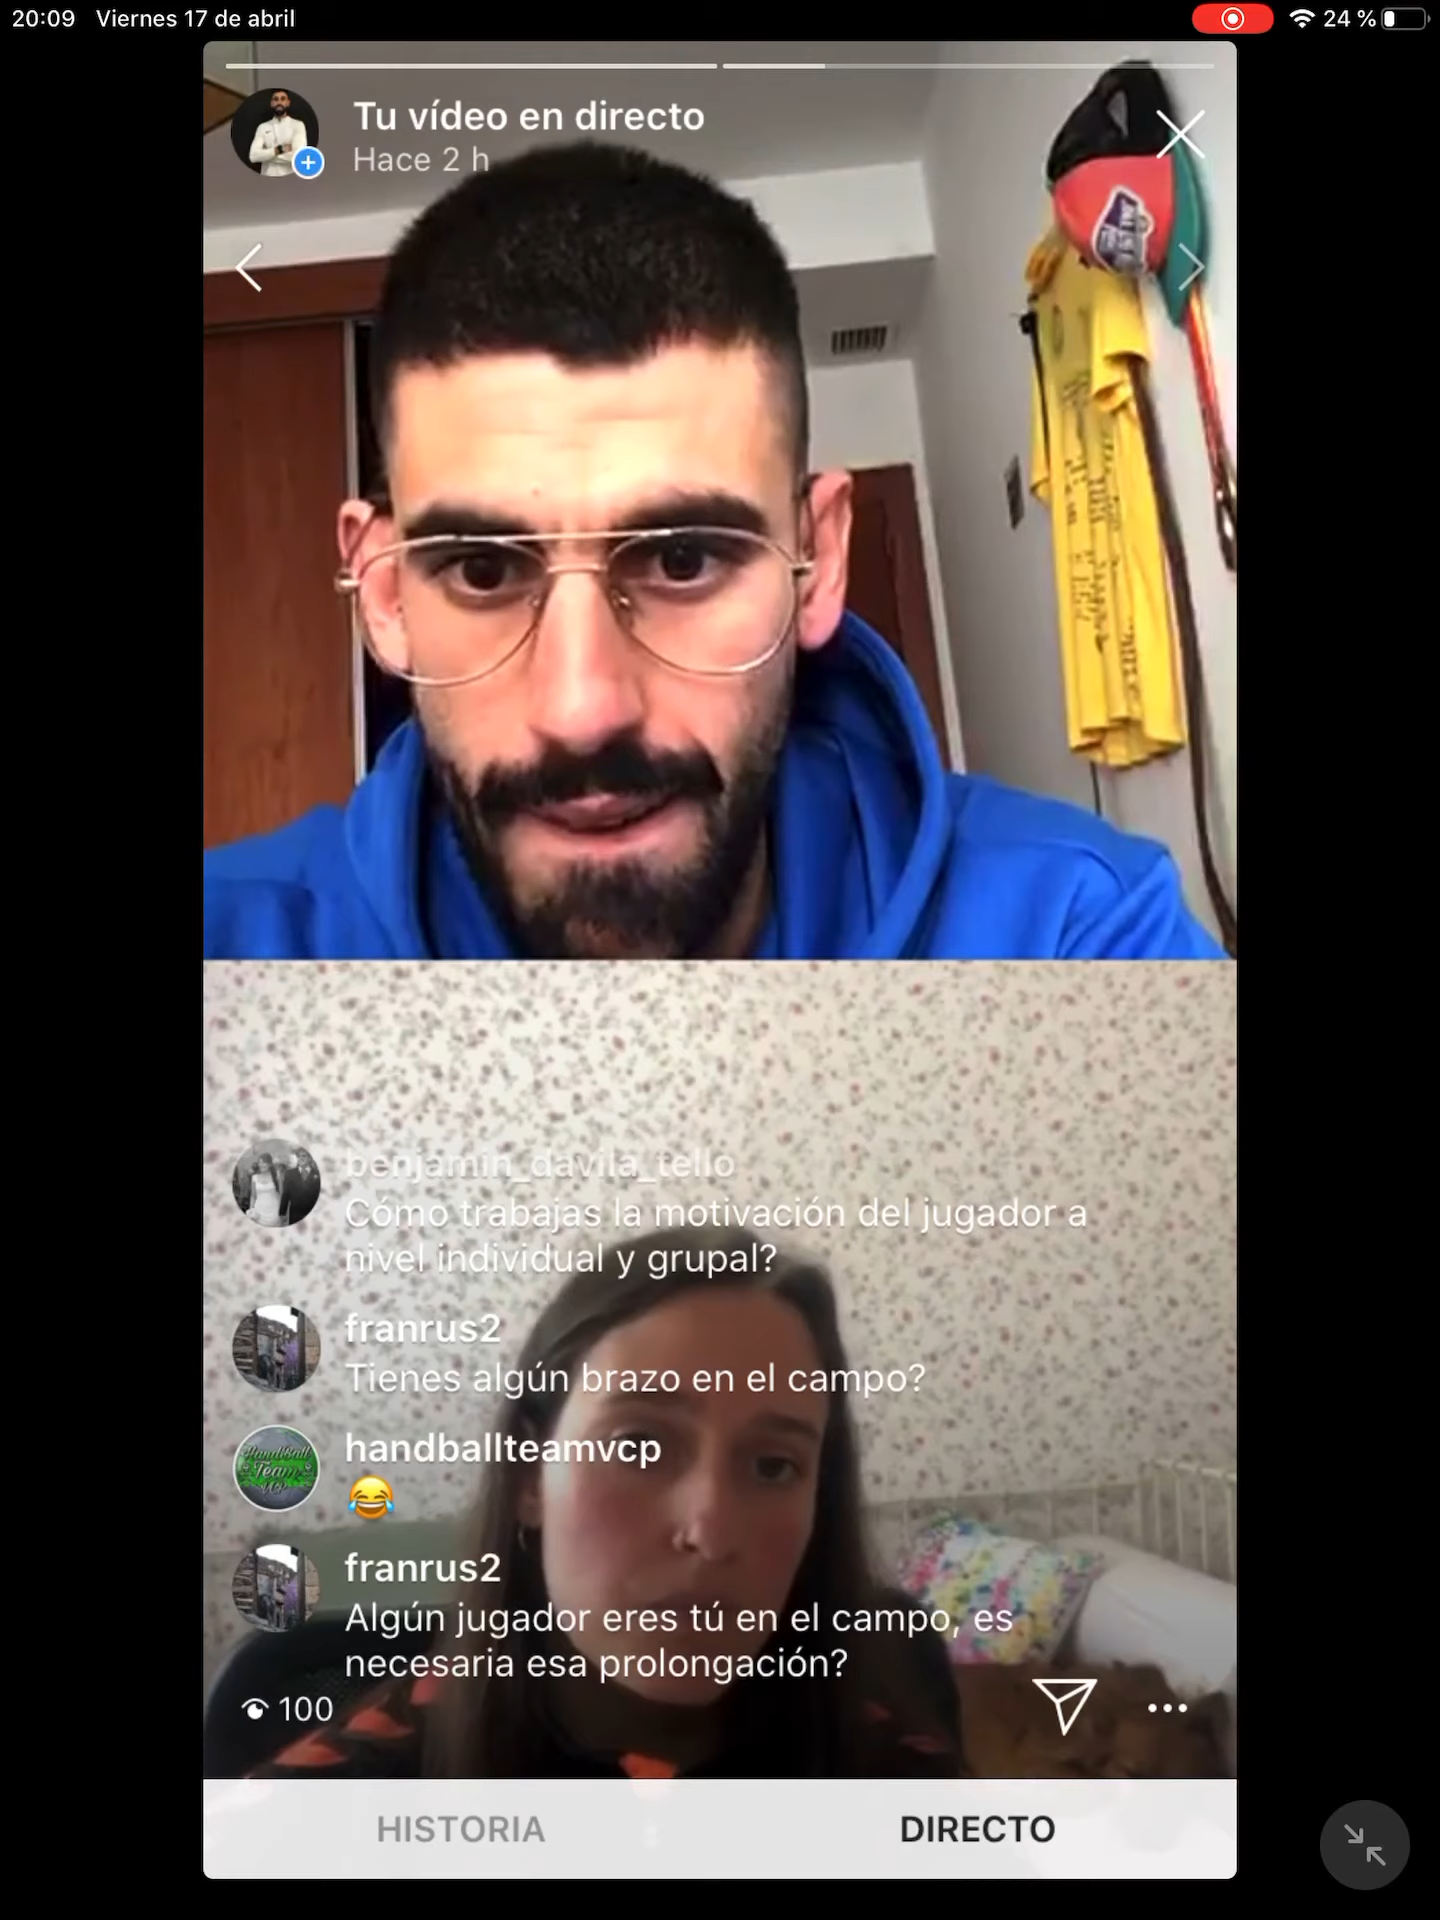 20:09 Viernes 17 de abril
24 %
Tu vídeo en directo
Hace 2 h
benjamin_davila_tello
Cómo trabajas la motivación del jugador a
nivel individual y grupal?
franrus2
Tienes algún brazo en el campo?
Handball
Team
handballteamvcp
😂
franrus2
Algún jugador eres tú en el campo, es
necesaria esa prolongación?
100
HISTORIA
DIRECTO